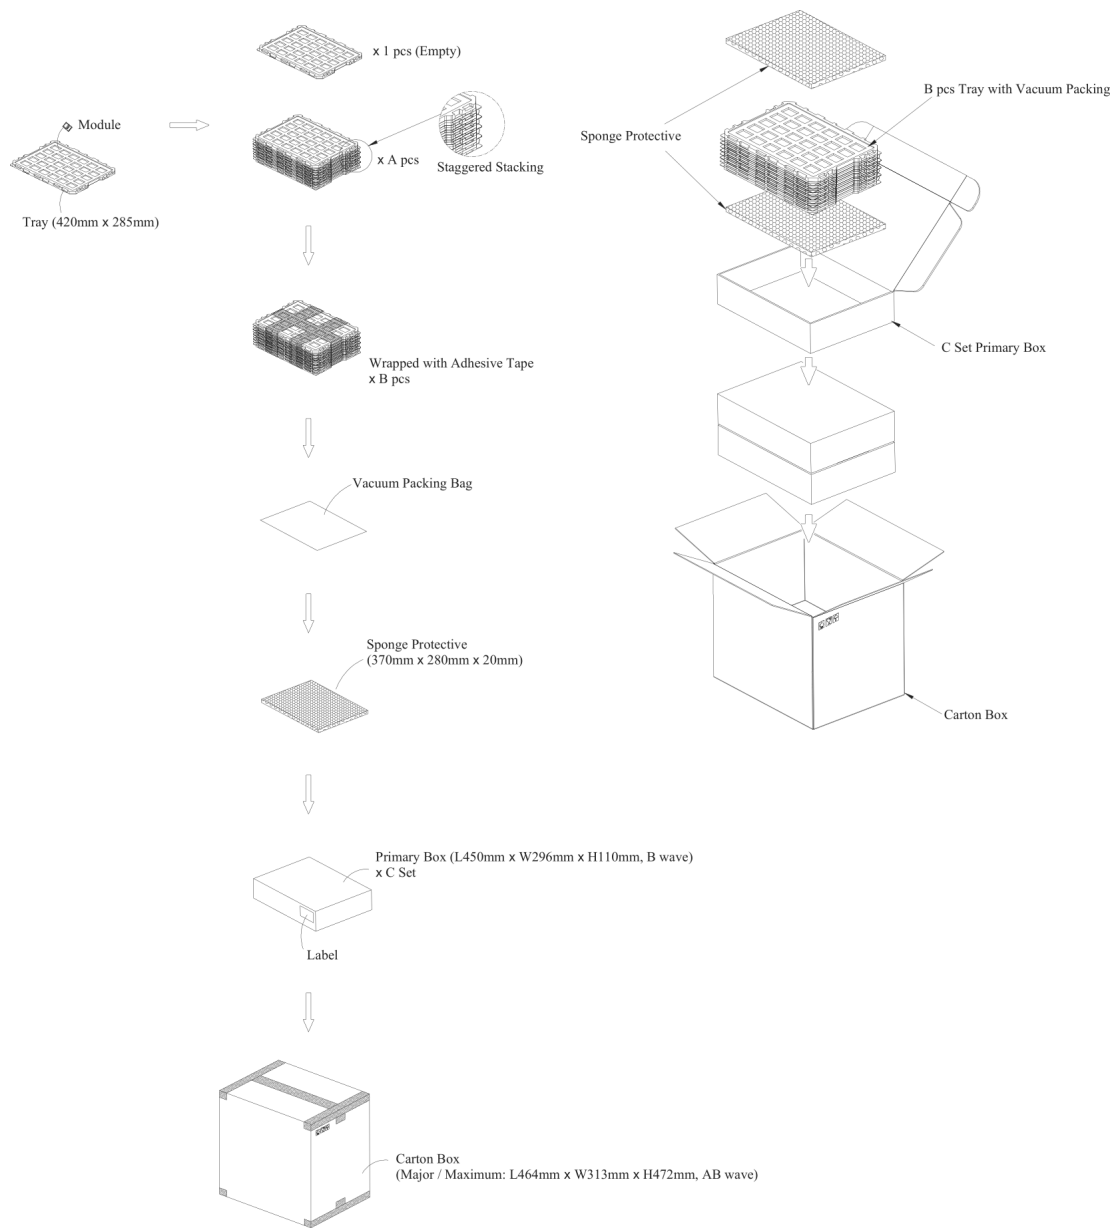 x 1 pcs (Empty)
Module
x A pcs
Staggered Stacking
Tray (420mm x 285mm)
Wrapped with Adhesive Tape
x B pcs
Vacuum Packing Bag
Sponge Protective
(370mm x 280mm x 20mm)
Primary Box (L450mm x W296mm x H110mm, B wave)
x C Set
Label
Carton Box
(Major / Maximum: L464mm x W313mm x H472mm, AB wave)
B pcs Tray with Vacuum Packing
Sponge Protective
C Set Primary Box
Carton Box